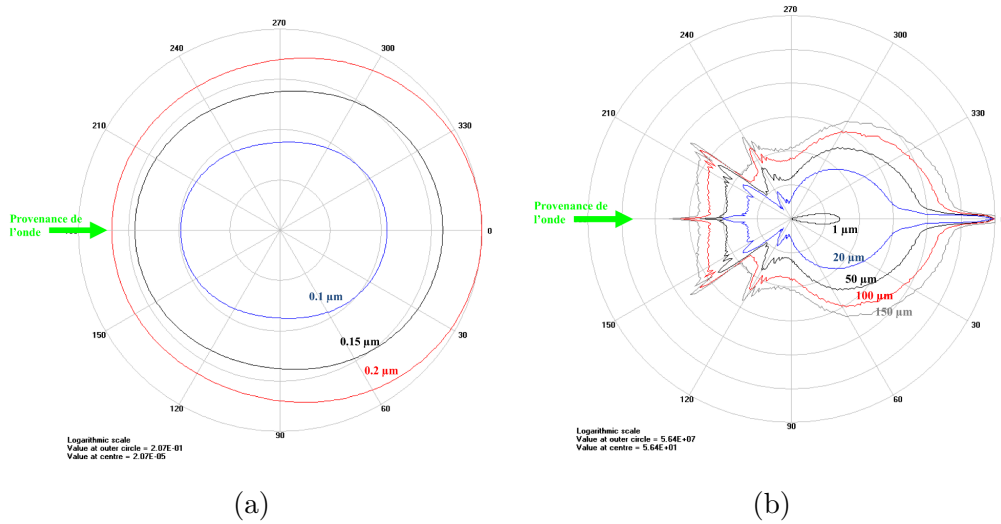 270
240
300
210
330
Provenance de
l'onde
0
0.1 µm
150
30
0.15 µm
0.2 µm
120
60
90
Logarithmic scale
Value at outer circle = 2.07E-01
Value at centre = 2.07E-05
(a)
270
240
300
210
330
Provenance de
l'onde
1 µm
20 µm
50 µm
100 µm
150 µm
150
30
120
60
90
Logarithmic scale
Value at outer circle = 5.64E+07
Value at centre = 5.64E+01
(b)